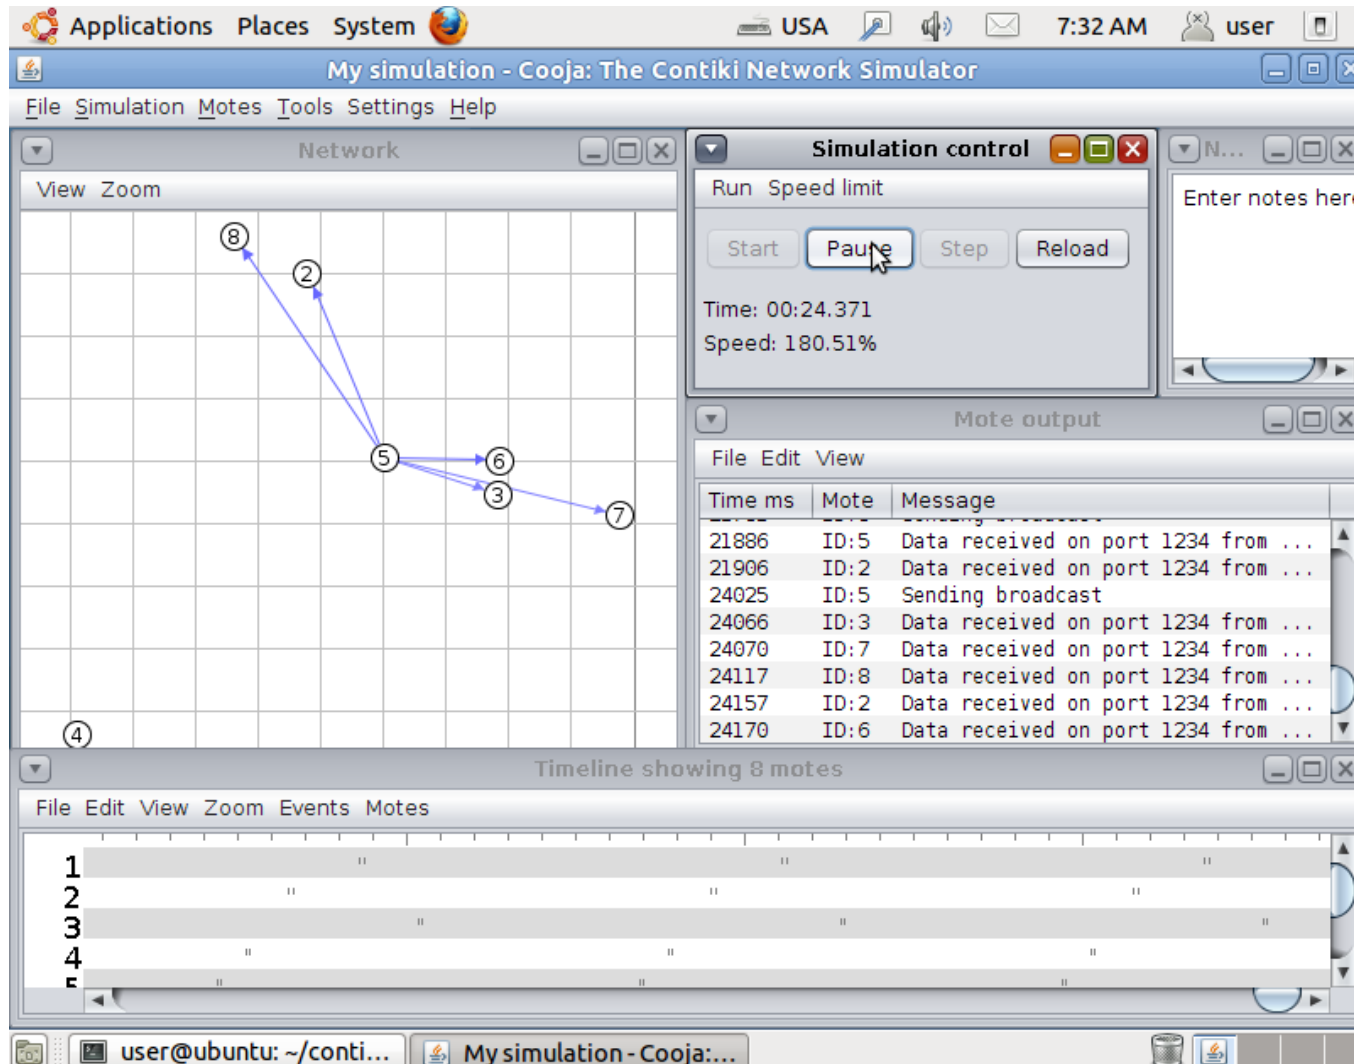 Applications Places System USA 7:32 AM user
My simulation - Cooja: The Contiki Network Simulator
File Simulation Motes Tools Settings Help
Network
View Zoom
8
2
5
6
3
7
4
Simulation control
Run Speed limit
Start Pause Step Reload
Time: 00:24.371
Speed: 180.51%
N...
Enter notes here
Mote output
File Edit View
Time ms Mote Message
21886 ID:5 Data received on port 1234 from ...
21906 ID:2 Data received on port 1234 from ...
24025 ID:5 Sending broadcast
24066 ID:3 Data received on port 1234 from ...
24070 ID:7 Data received on port 1234 from ...
24117 ID:8 Data received on port 1234 from ...
24157 ID:2 Data received on port 1234 from ...
24170 ID:6 Data received on port 1234 from ...
Timeline showing 8 motes
File Edit View Zoom Events Motes
1
2
3
4
5
user@ubuntu: ~/conti... My simulation - Cooja:...